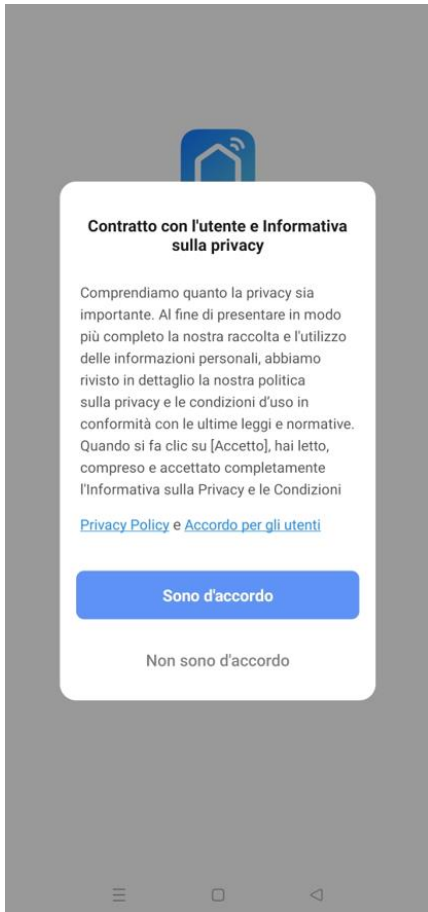 Contratto con l'utente e Informativa
sulla privacy
Comprendiamo quanto la privacy sia
importante. Al fine di presentare in modo
più completo la nostra raccolta e l'utilizzo
delle informazioni personali, abbiamo
rivisto in dettaglio la nostra politica
sulla privacy e le condizioni d'uso in
conformità con le ultime leggi e normative.
Quando si fa clic su [Accetto], hai letto,
compreso e accettato completamente
l'Informativa sulla Privacy e le Condizioni
Privacy Policy e Accordo per gli utenti
Sono d'accordo
Non sono d'accordo